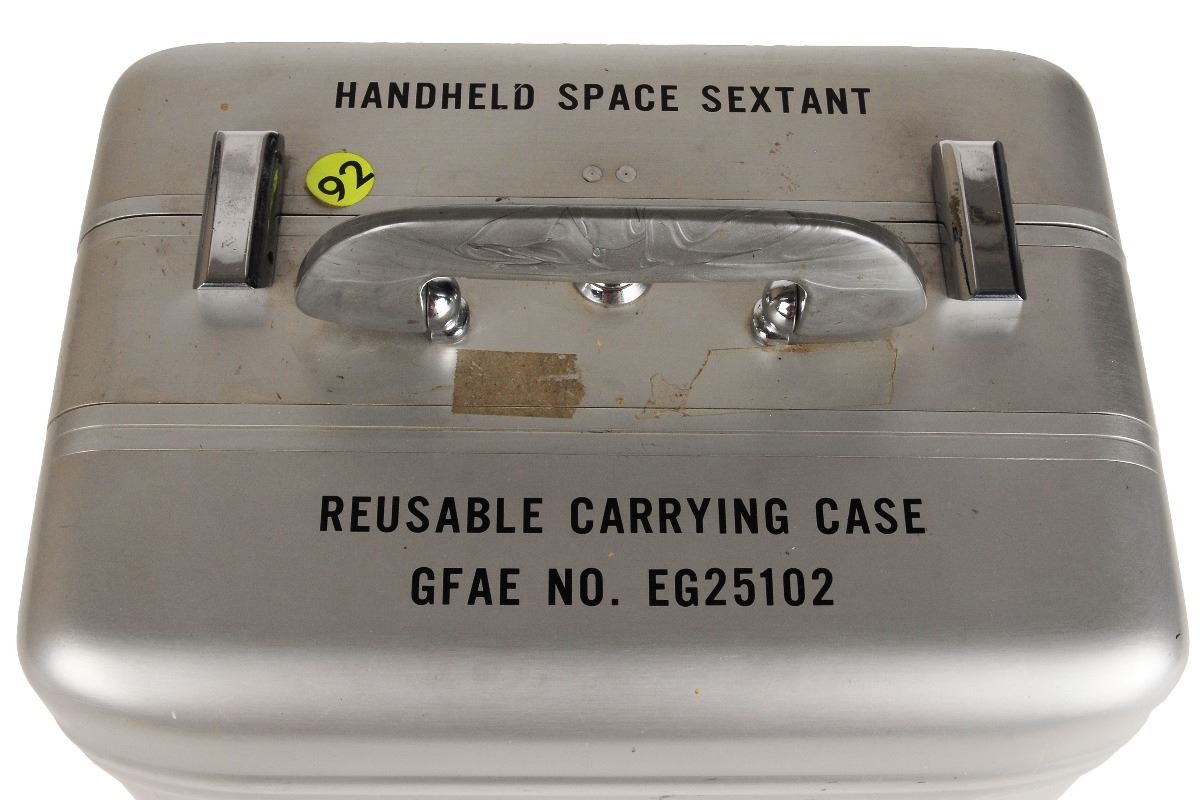 HANDHELD SPACE SEXTANT
92
REUSABLE CARRYING CASE
GFAE NO. EG25102